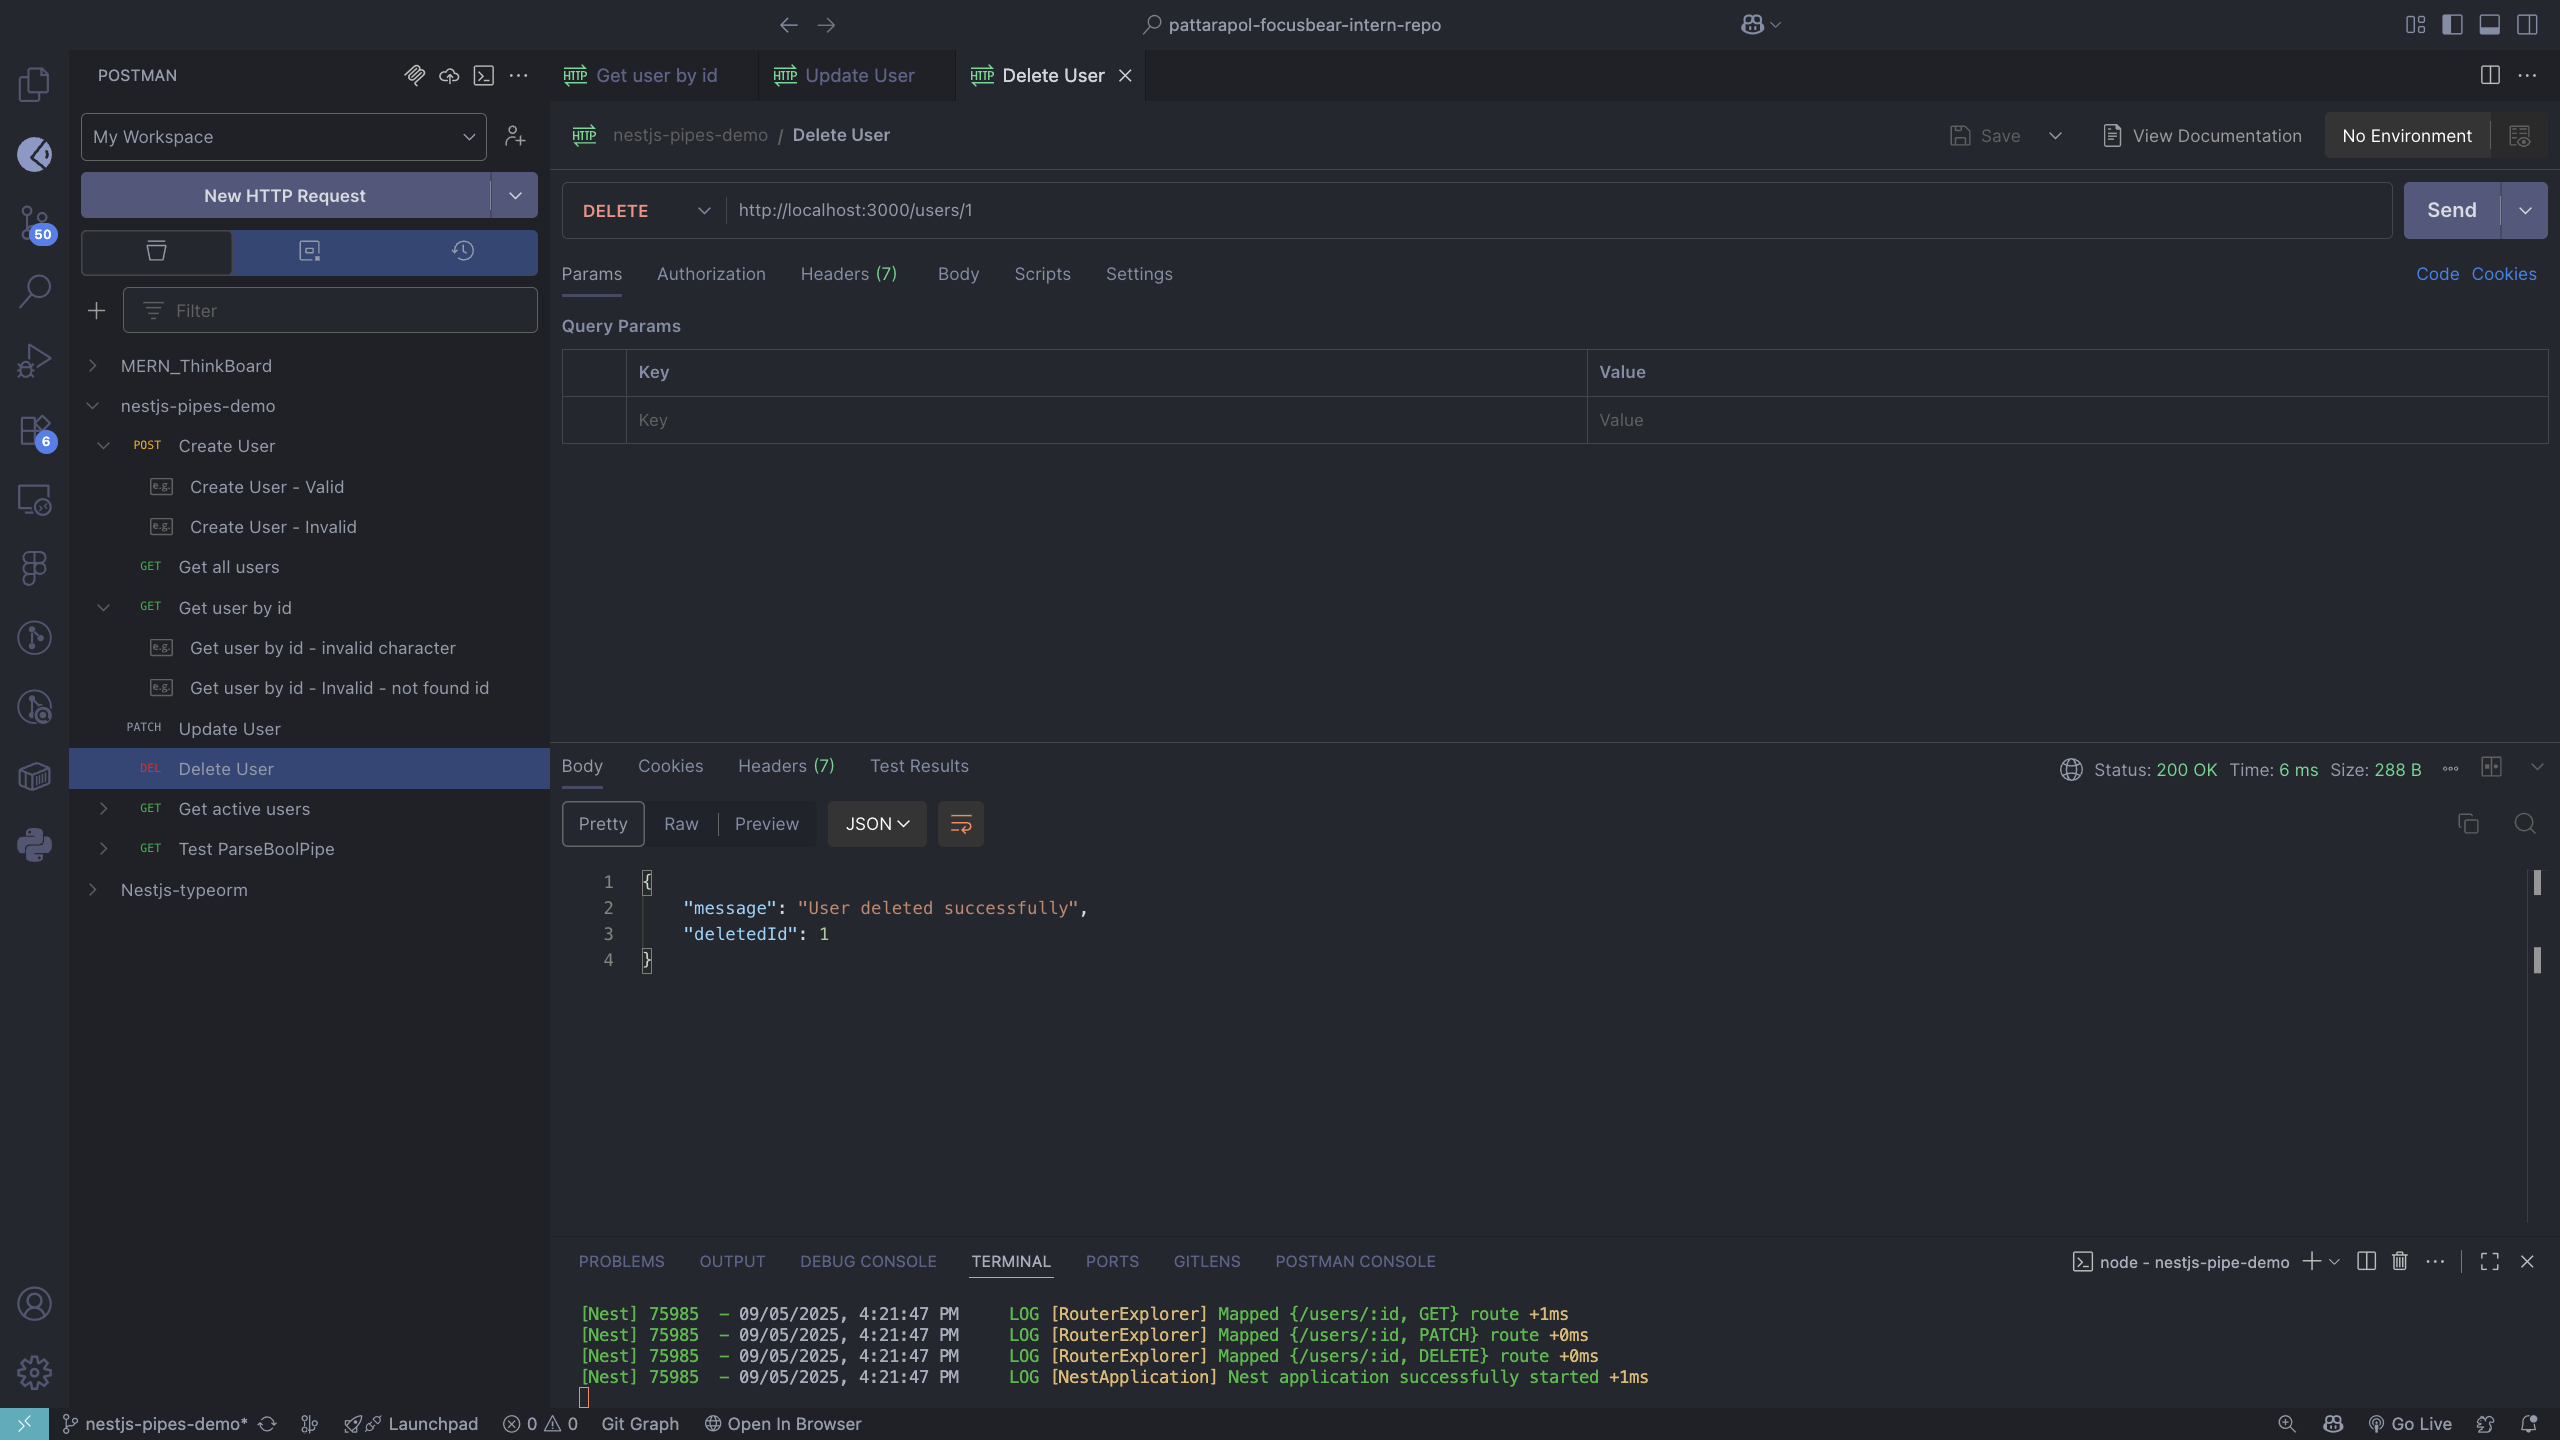 pattarapol-focusbear-intern-repo
POSTMAN
My Workspace
New HTTP Request
Filter
MERN_ThinkBoard
nestjs-pipes-demo
POST Create User
e.g. Create User - Valid
e.g. Create User - Invalid
GET Get all users
GET Get user by id
e.g. Get user by id - invalid character
e.g. Get user by id - Invalid - not found id
PATCH Update User
DEL Delete User
GET Get active users
GET Test ParseBoolPipe
Nestjs-typeorm
50
6
HTTP Get user by id
HTTP Update User
HTTP Delete User
HTTP nestjs-pipes-demo / Delete User
Save
View Documentation
No Environment
DELETE
http://localhost:3000/users/1
Send
Params Authorization Headers (7) Body Scripts Settings
Code Cookies
Query Params
Key Value
Key Value
Body Cookies Headers (7) Test Results
Status: 200 OK Time: 6 ms Size: 288 B
Pretty Raw Preview JSON
1 {
2 "message": "User deleted successfully",
3 "deletedId": 1
4 }
PROBLEMS OUTPUT DEBUG CONSOLE TERMINAL PORTS GITLENS POSTMAN CONSOLE
node - nestjs-pipe-demo
[Nest] 75985 - 09/05/2025, 4:21:47 PM LOG [RouterExplorer] Mapped {/users/:id, GET} route +1ms
[Nest] 75985 - 09/05/2025, 4:21:47 PM LOG [RouterExplorer] Mapped {/users/:id, PATCH} route +0ms
[Nest] 75985 - 09/05/2025, 4:21:47 PM LOG [RouterExplorer] Mapped {/users/:id, DELETE} route +0ms
[Nest] 75985 - 09/05/2025, 4:21:47 PM LOG [NestApplication] Nest application successfully started +1ms
nestjs-pipes-demo* Launchpad 0 0 Git Graph Open In Browser
Go Live